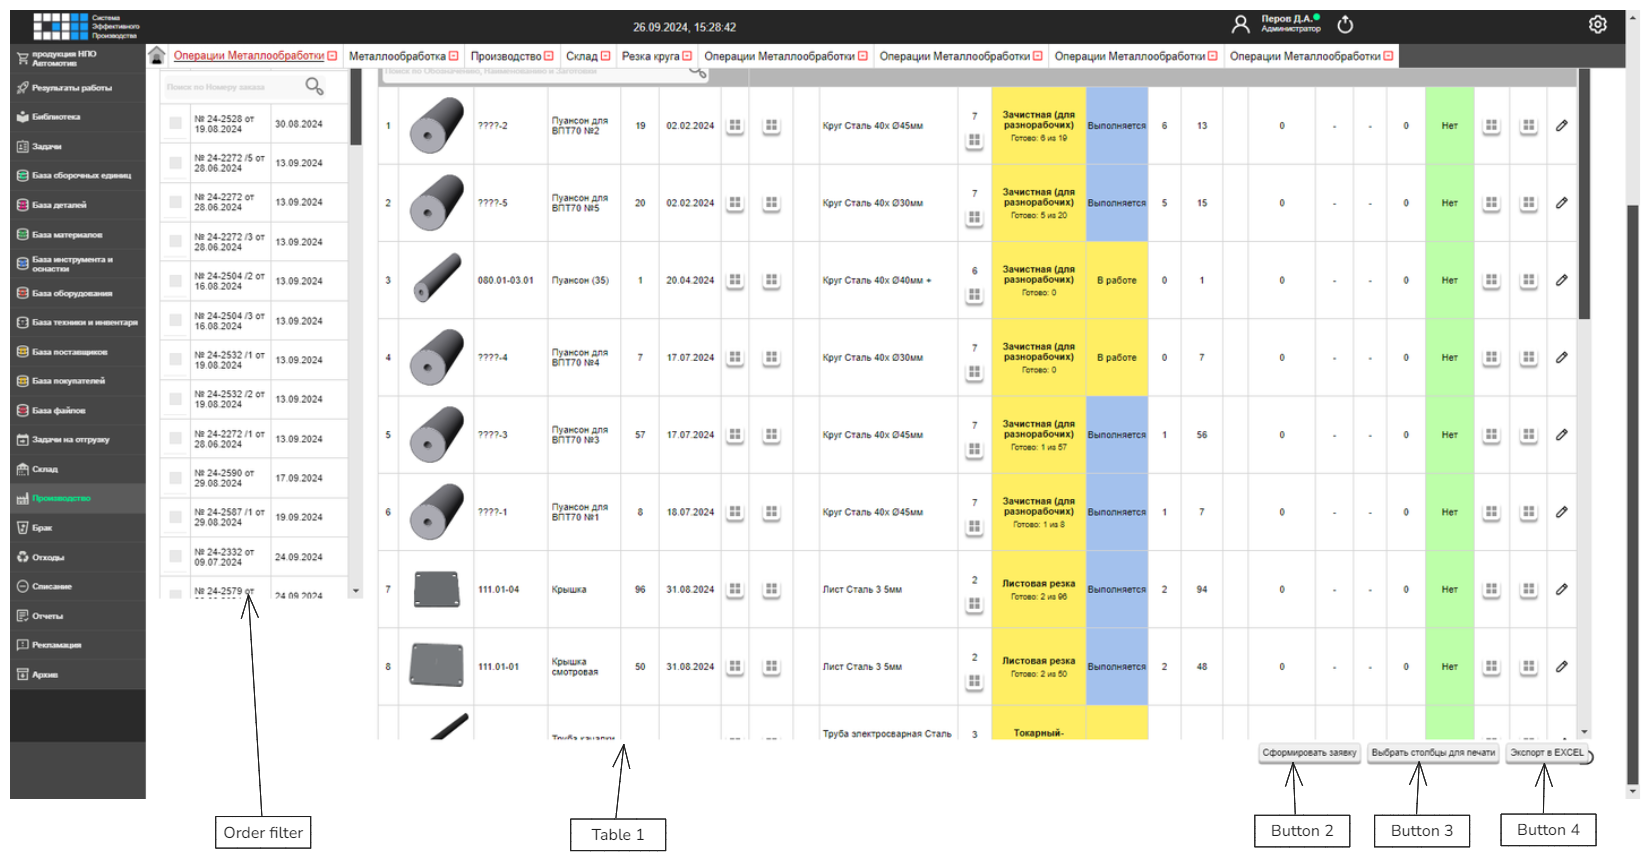 Система
Эффективного
Производства
26.09.2024, 15:28:42
Перов Д.А.
Администратор
продукция НПО
Автомотив
Результаты работы
Библиотека
Задачи
База сборочных единиц
База деталей
База материалов
База инструмента и
оснастки
База оборудования
База техники и инвентаря
База поставщиков
База покупателей
База файлов
Задачи на отгрузку
Склад
Производство
Брак
Отходы
Списание
Отчеты
Рекламация
Архив
Операции Металлообработки
Металлообработка
Производство
Склад
Резка круга
Операции Металлообработки
Операции Металлообработки
Операции Металлообработки
Операции Металлообработки
Поиск по Номеру заказа
№ 24-2528 от
19.08.2024
30.08.2024
№ 24-2272 /5 от
28.06.2024
13.09.2024
№ 24-2272 от
28.06.2024
13.09.2024
№ 24-2272 /3 от
28.06.2024
13.09.2024
№ 24-2504 /2 от
16.08.2024
13.09.2024
№ 24-2504 /3 от
16.08.2024
13.09.2024
№ 24-2532 /1 от
19.08.2024
13.09.2024
№ 24-2532 /2 от
19.08.2024
13.09.2024
№ 24-2272 /1 от
28.06.2024
13.09.2024
№ 24-2590 от
29.08.2024
17.09.2024
№ 24-2587 /1 от
29.08.2024
19.09.2024
№ 24-2332 от
09.07.2024
24.09.2024
№ 24-2579 от
24.09.2024
Поиск по Обозначению, Наименованию и Заготовки
1 ????-2 Пуансон для ВПТ70 №2 19 02.02.2024 Круг Сталь 40х Ø45мм 7 Зачистная (для разнорабочих) Готово: 6 из 19 Выполняется 6 13 0 - - 0 Нет
2 ????-5 Пуансон для ВПТ70 №5 20 02.02.2024 Круг Сталь 40х Ø30мм 7 Зачистная (для разнорабочих) Готово: 5 из 20 Выполняется 5 15 0 - - 0 Нет
3 080.01-03.01 Пуансон (35) 1 20.04.2024 Круг Сталь 40х Ø40мм + 6 Зачистная (для разнорабочих) Готово: 0 В работе 0 1 0 - - 0 Нет
4 ????-4 Пуансон для ВПТ70 №4 7 17.07.2024 Круг Сталь 40х Ø30мм 7 Зачистная (для разнорабочих) Готово: 0 В работе 0 7 0 - - 0 Нет
5 ????-3 Пуансон для ВПТ70 №3 57 17.07.2024 Круг Сталь 40х Ø45мм 7 Зачистная (для разнорабочих) Готово: 1 из 57 Выполняется 1 56 0 - - 0 Нет
6 ????-1 Пуансон для ВПТ70 №1 8 18.07.2024 Круг Сталь 40х Ø45мм 7 Зачистная (для разнорабочих) Готово: 1 из 8 Выполняется 1 7 0 - - 0 Нет
7 111.01-04 Крышка 96 31.08.2024 Лист Сталь 3 5мм 2 Листовая резка Готово: 2 из 96 Выполняется 2 94 0 - - 0 Нет
8 111.01-01 Крышка смотровая 50 31.08.2024 Лист Сталь 3 5мм 2 Листовая резка Готово: 2 из 50 Выполняется 2 48 0 - - 0 Нет
Труба Труба электросварная Сталь 3 Токарный-
Сформировать заявку
Выбрать столбцы для печати
Экспорт в EXCEL
Order filter
Table 1
Button 2
Button 3
Button 4